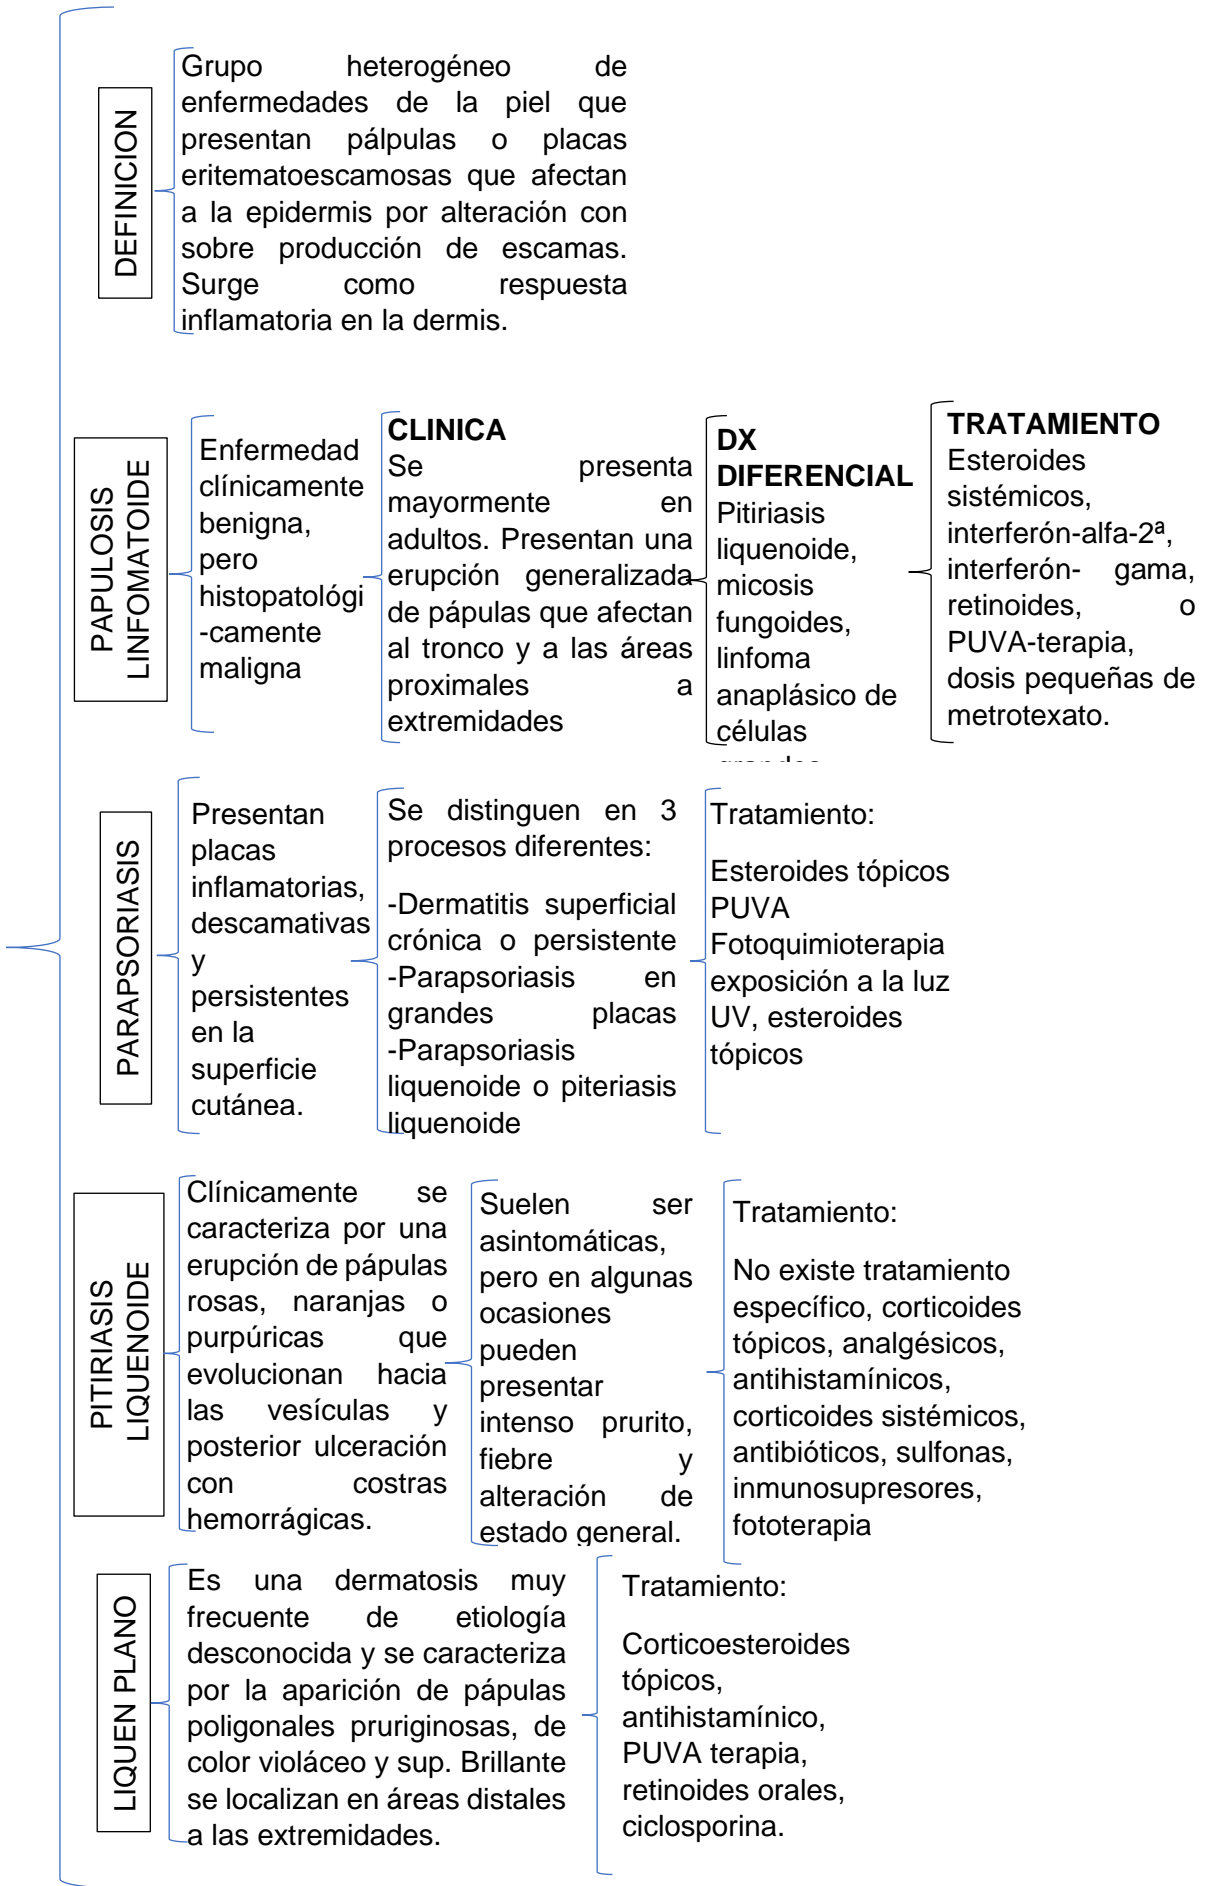 DEFINICION
Grupo heterogéneo de
enfermedades de la piel que
presentan pálpulas o placas
eritematoescamosas que afectan
a la epidermis por alteración con
sobre producción de escamas.
Surge como respuesta
inflamatoria en la dermis.
PAPULOSIS
LINFOMATOIDE
Enfermedad
clínicamente
benigna,
pero
histopatológi
-camente
maligna
CLINICA
Se presenta
mayormente en
adultos. Presentan una
erupción generalizada
de pápulas que afectan
al tronco y a las áreas
proximales a
extremidades
DX
DIFERENCIAL
Pitiriasis
liquenoide,
micosis
fungoides,
linfoma
anaplásico de
células
TRATAMIENTO
Esteroides
sistémicos,
interferón-alfa-2ª,
interferón- gama,
retinoides, o
PUVA-terapia,
dosis pequeñas de
metrotexato.
PARAPSORIASIS
Presentan
placas
inflamatorias,
descamativas
y
persistentes
en la
superficie
cutánea.
Se distinguen en 3
procesos diferentes:
-Dermatitis superficial
crónica o persistente
-Parapsoriasis en
grandes placas
-Parapsoriasis
liquenoide o piteriasis
liquenoide
Tratamiento:
Esteroides tópicos
PUVA
Fotoquimioterapia
exposición a la luz
UV, esteroides
tópicos
PITIRIASIS
LIQUENOIDE
Clínicamente se
caracteriza por una
erupción de pápulas
rosas, naranjas o
purpúricas que
evolucionan hacia
las vesículas y
posterior ulceración
con costras
hemorrágicas.
Suelen ser
asintomáticas,
pero en algunas
ocasiones
pueden
presentar
intenso prurito,
fiebre y
alteración de
estado general.
Tratamiento:
No existe tratamiento
específico, corticoides
tópicos, analgésicos,
antihistamínicos,
corticoides sistémicos,
antibióticos, sulfonas,
inmunosupresores,
fototerapia
LIQUEN PLANO
Es una dermatosis muy
frecuente de etiología
desconocida y se caracteriza
por la aparición de pápulas
poligonales pruriginosas, de
color violáceo y sup. Brillante
se localizan en áreas distales
a las extremidades.
Tratamiento:
Corticoesteroides
tópicos,
antihistamínico,
PUVA terapia,
retinoides orales,
ciclosporina.